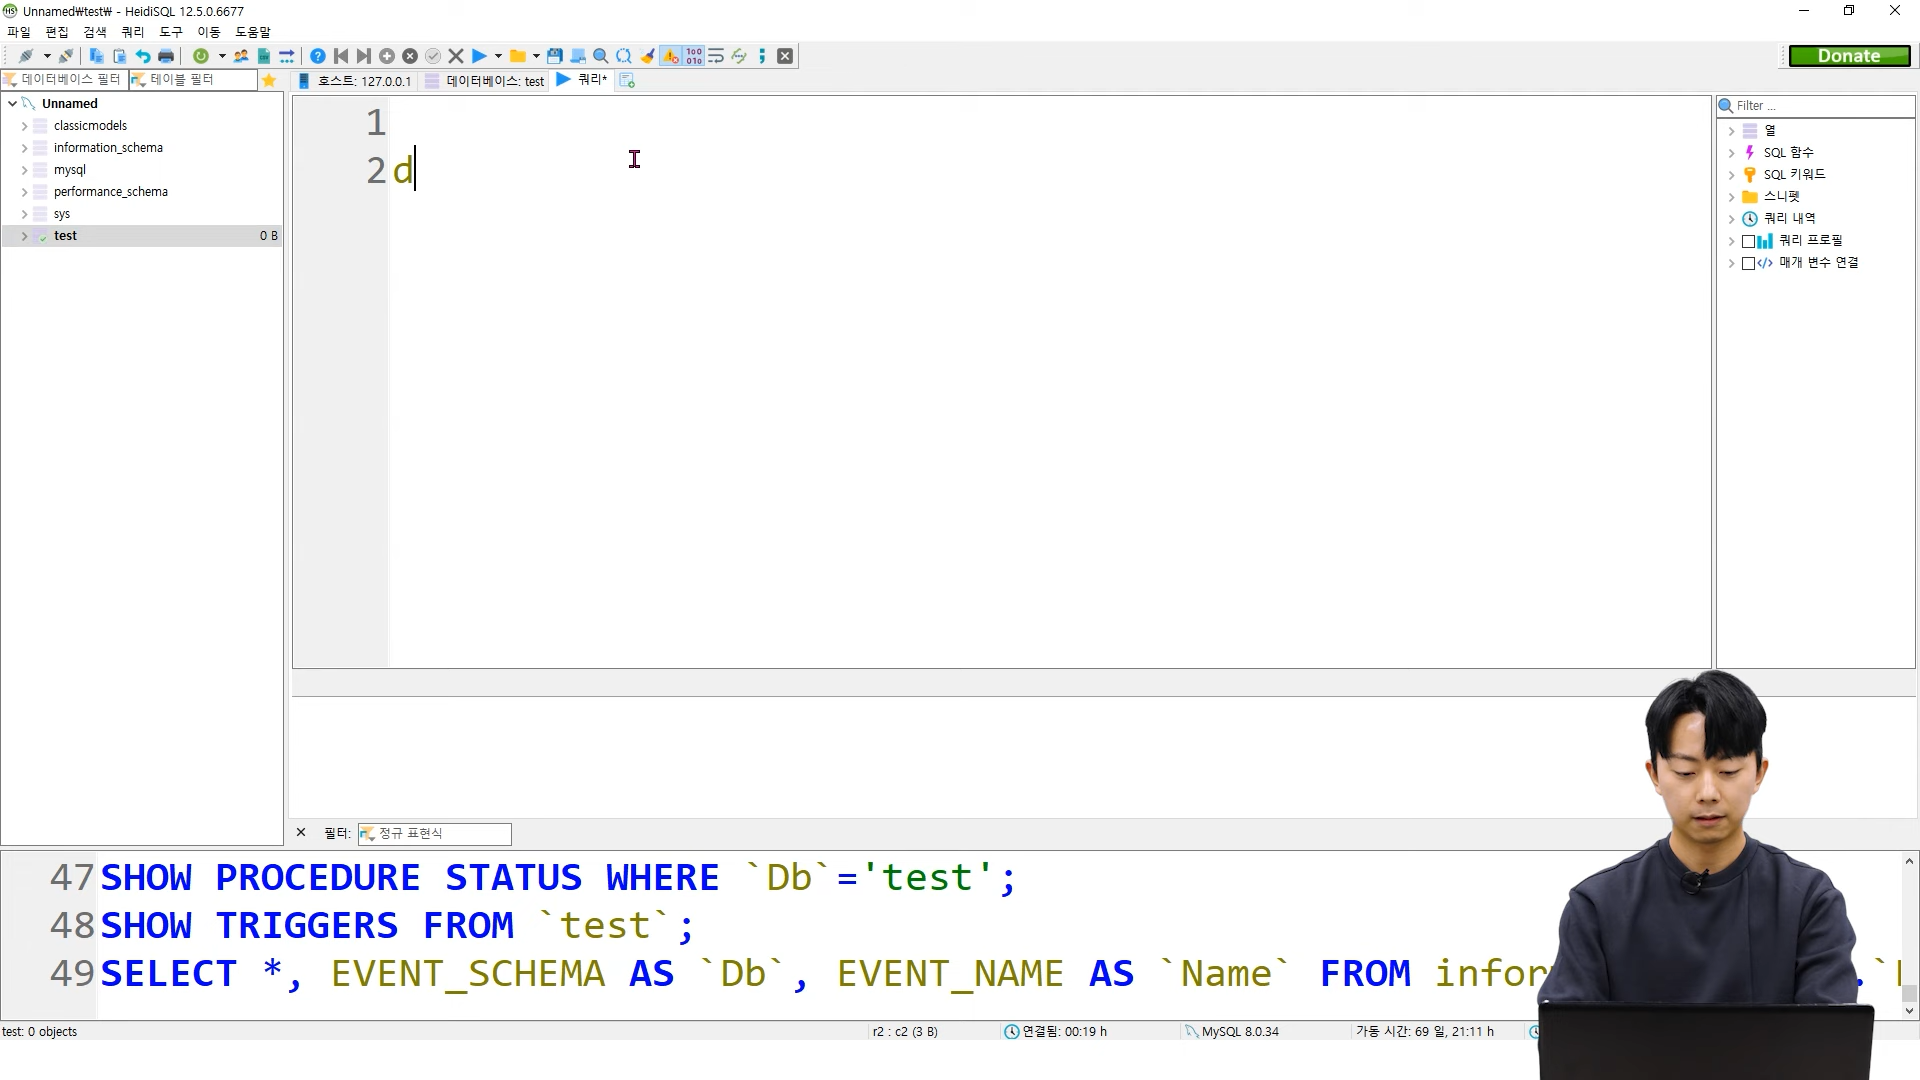 Unnamed₩test₩ - HeidiSQL 12.5.0.6677
파일 편집 검색 쿼리 도구 이동 도움말
Donate
데이터베이스 필터 테이블 필터
호스트: 127.0.0.1 데이터베이스: test 쿼리*
Unnamed
classicmodels
information_schema
mysql
performance_schema
sys
test 0 B
1
2 d
Filter ...
열
SQL 함수
SQL 키워드
스니펫
쿼리 내역
쿼리 프로필
매개 변수 연결
필터: 정규 표현식
47 SHOW PROCEDURE STATUS WHERE `Db`='test';
48 SHOW TRIGGERS FROM `test`;
49 SELECT *, EVENT_SCHEMA AS `Db`, EVENT_NAME AS `Name` FROM
test: 0 objects r2 : c2 (3 B) 연결됨: 00:19 h MySQL 8.0.34 가동 시간: 69 일, 21:11 h